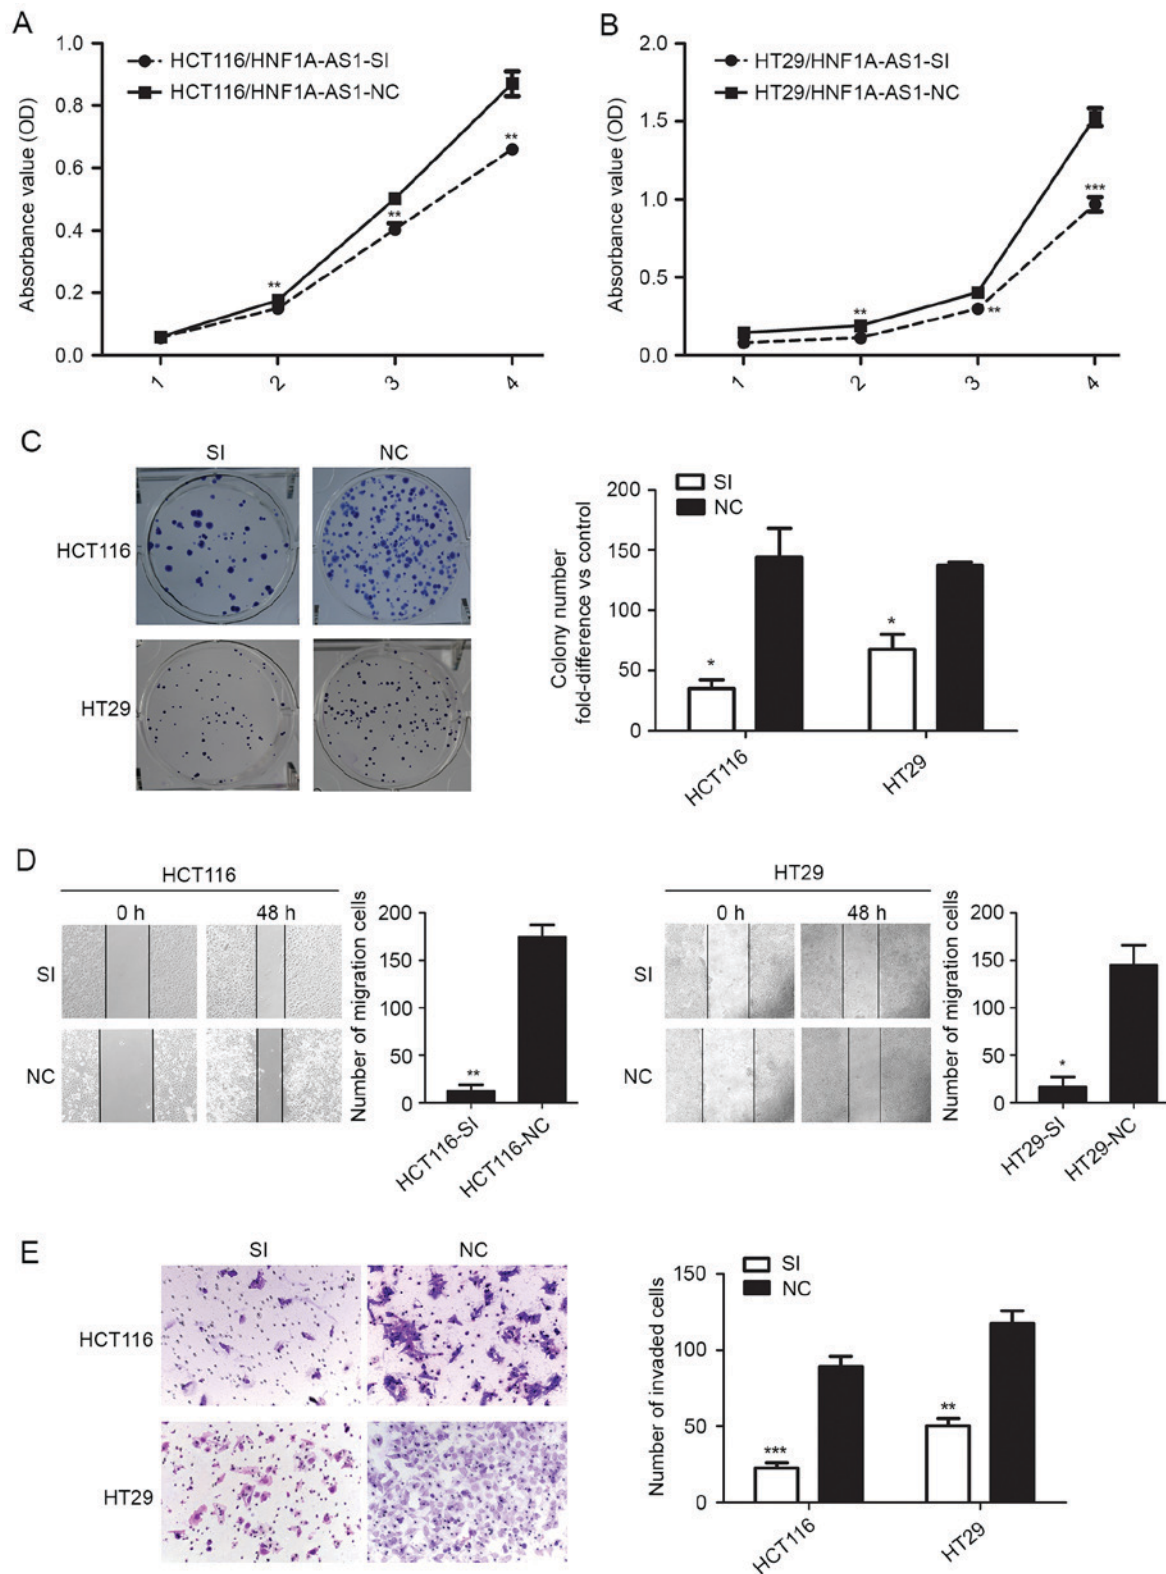 A
1.0
0.8
0.6
0.4
0.2
0.0
Absorbance value (OD)
HCT116/HNF1A-AS1-SI
HCT116/HNF1A-AS1-NC
**
**
**
1
2
3
4
B
2.0
1.5
1.0
0.5
0.0
Absorbance value (OD)
HT29/HNF1A-AS1-SI
HT29/HNF1A-AS1-NC
**
**
***
1
2
3
4
C
SI
NC
HCT116
HT29
SI
NC
200
150
100
50
0
Colony number
fold-difference vs control
*
*
HCT116
HT29
D
HCT116
0 h
48 h
SI
NC
200
150
100
50
0
Number of migration cells
**
HCT116-SI
HCT116-NC
HT29
0 h
48 h
SI
NC
200
150
100
50
0
Number of migration cells
*
HT29-SI
HT29-NC
E
SI
NC
HCT116
HT29
SI
NC
150
100
50
0
Number of invaded cells
***
**
HCT116
HT29